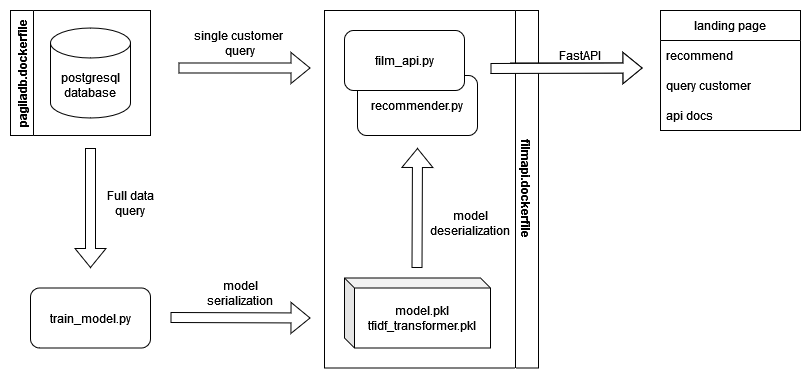 pagliadb.dockerfile
postgresql
database
single customer
query
film_api.py
recommender.py
FastAPI
landing page
recommend
query customer
api docs
Full data
query
filmapi.dockerfile
model
deserialization
train_model.py
model
serialization
model.pkl
tfidf_transformer.pkl